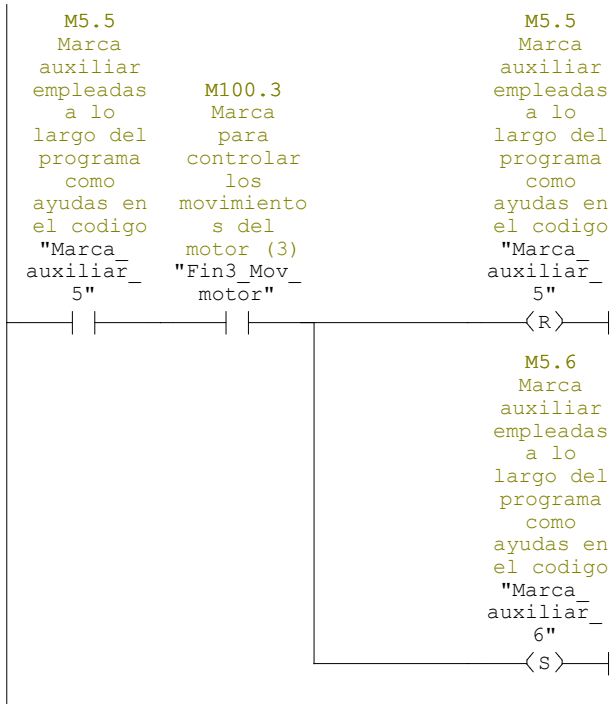 M5.5
Marca
auxiliar
empleadas
a lo
largo del
programa
como
ayudas en
el codigo
"Marca_
auxiliar_
5"
M100.3
Marca
para
controlar
los
movimiento
s del
motor (3)
"Fin3_Mov_
motor"
M5.5
Marca
auxiliar
empleadas
a lo
largo del
programa
como
ayudas en
el codigo
"Marca_
auxiliar_
5"
R
M5.6
Marca
auxiliar
empleadas
a lo
largo del
programa
como
ayudas en
el codigo
"Marca_
auxiliar_
6"
S